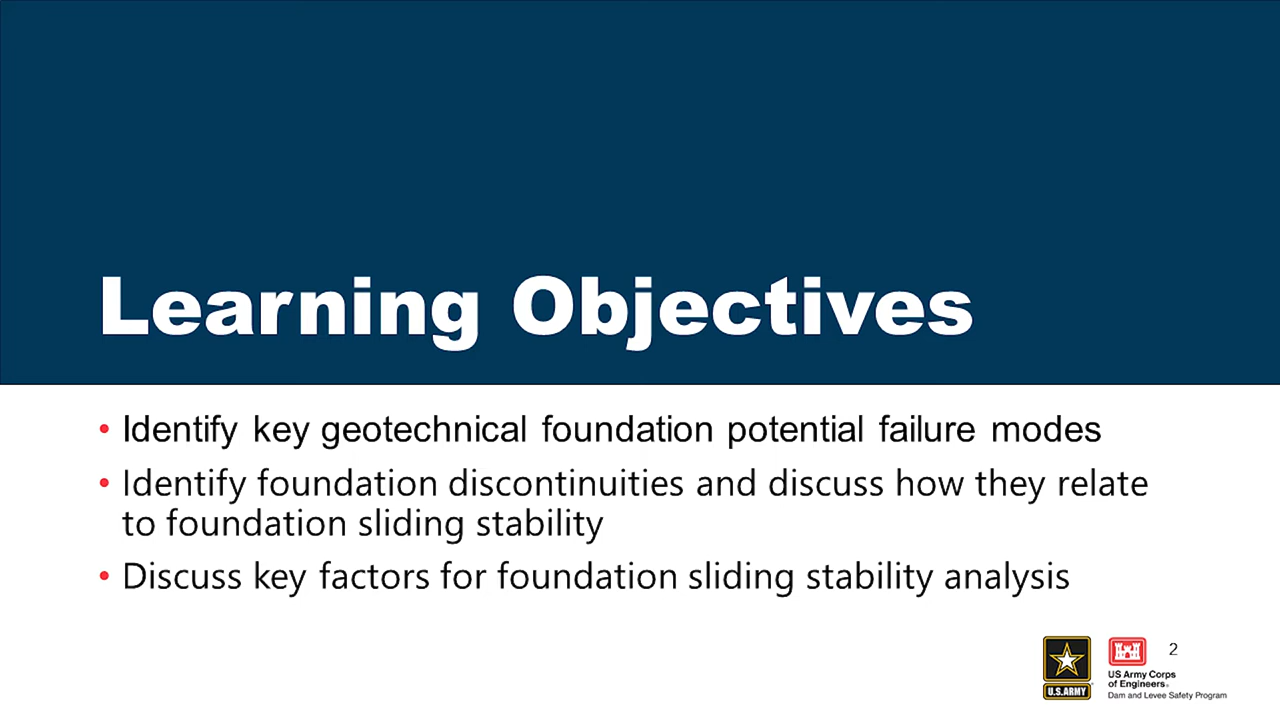 Learning Objectives
• Identify key geotechnical foundation potential failure modes
• Identify foundation discontinuities and discuss how they relate
to foundation sliding stability
• Discuss key factors for foundation sliding stability analysis
2
U.S.ARMY
US Army Corps
of Engineers®
Dam and Levee Safety Program